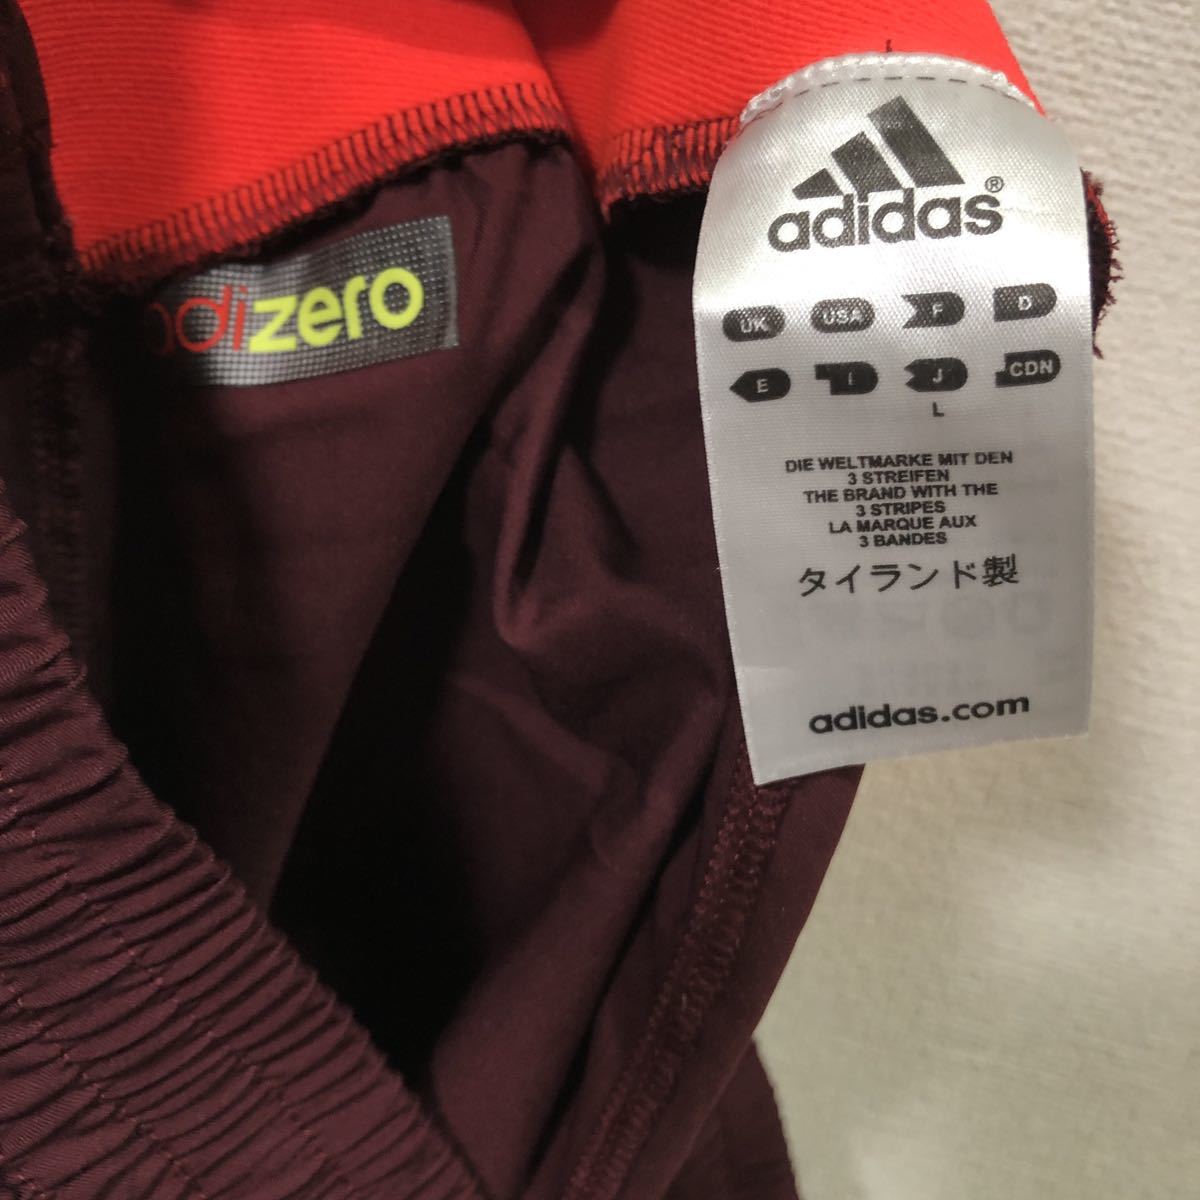 adizero
adidas®
UK USA F D
E I J CDN
L
DIE WELTMARKE MIT DEN
3 STREIFEN
THE BRAND WITH THE
3 STRIPES
LA MARQUE AUX
3 BANDES
タイランド製
adidas.com